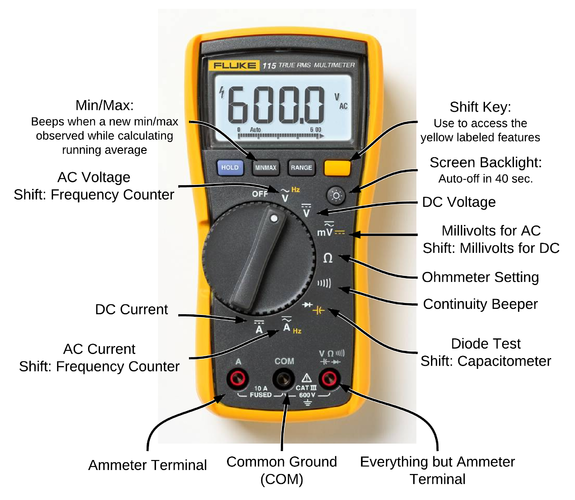 FLUKE 115 TRUE RMS MULTIMETER
600.0 V AC
0 Auto 6 00
Min/Max:
Beeps when a new min/max
observed while calculating
running average
Shift Key:
Use to access the
yellow labeled features
HOLD MINMAX RANGE
Screen Backlight:
Auto-off in 40 sec.
AC Voltage
Shift: Frequency Counter
OFF V Hz
V
DC Voltage
mV
Millivolts for AC
Shift: Millivolts for DC
Ω
Ohmmeter Setting
Continuity Beeper
DC Current
A A Hz
AC Current
Shift: Frequency Counter
Diode Test
Shift: Capacitometer
A COM V Ω
10 A
FUSED
CAT III
600 V
Ammeter Terminal
Common Ground
(COM)
Everything but Ammeter
Terminal